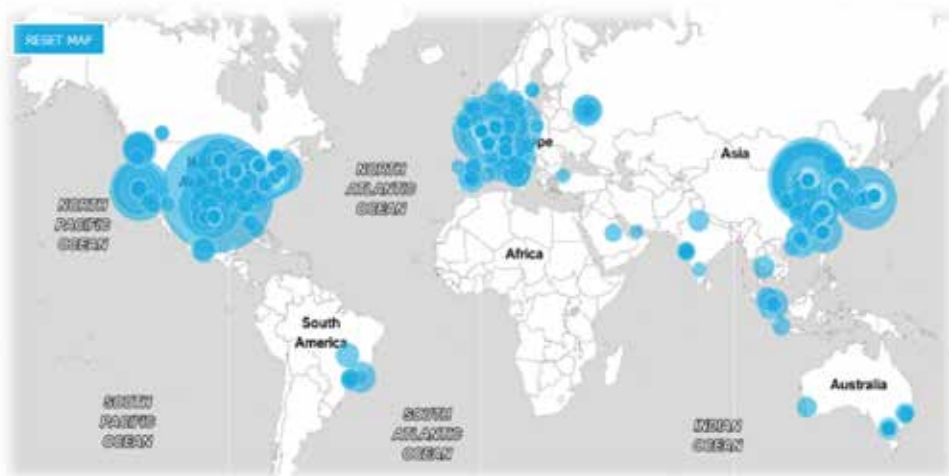 RESET MAP
NORTH
PACIFIC
OCEAN
NORTH
ATLANTIC
OCEAN
Asia
Africa
South
America
Australia
SOUTH
PACIFIC
OCEAN
SOUTH
ATLANTIC
OCEAN
INDIAN
OCEAN